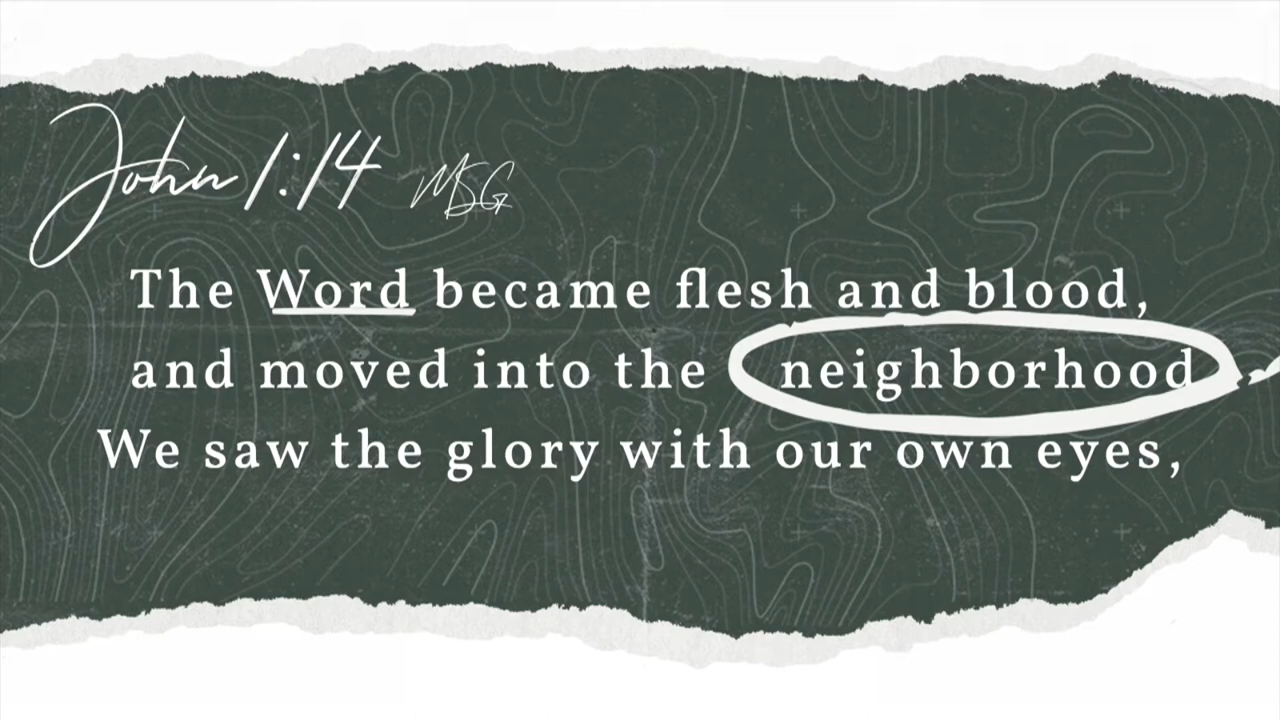 John 1:14 MSG
The Word became flesh and blood,
and moved into the neighborhood
We saw the glory with our own eyes,